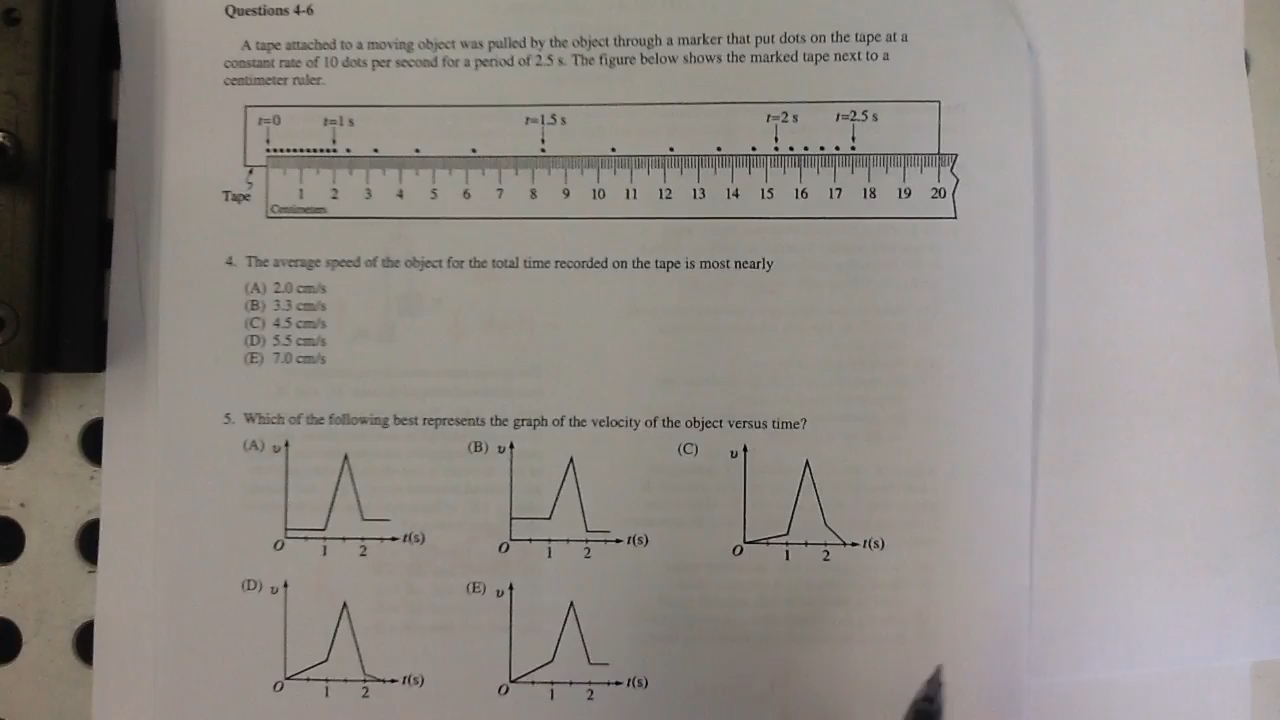 Questions 4-6
A tape attached to a moving object was pulled by the object through a marker that put dots on the tape at a
constant rate of 10 dots per second for a period of 2.5 s. The figure below shows the marked tape next to a
centimeter ruler.
t=0 t=1 s t=1.5 s t=2 s t=2.5 s
Tape 1 2 3 4 5 6 7 8 9 10 11 12 13 14 15 16 17 18 19 20
Centimeters
4. The average speed of the object for the total time recorded on the tape is most nearly
(A) 2.0 cm/s
(B) 3.3 cm/s
(C) 4.5 cm/s
(D) 5.5 cm/s
(E) 7.0 cm/s
5. Which of the following best represents the graph of the velocity of the object versus time?
(A) υ (B) υ (C) υ
O 1 2 t(s) O 1 2 t(s) O 1 2 t(s)
(D) υ (E) υ
O 1 2 t(s) O 1 2 t(s)